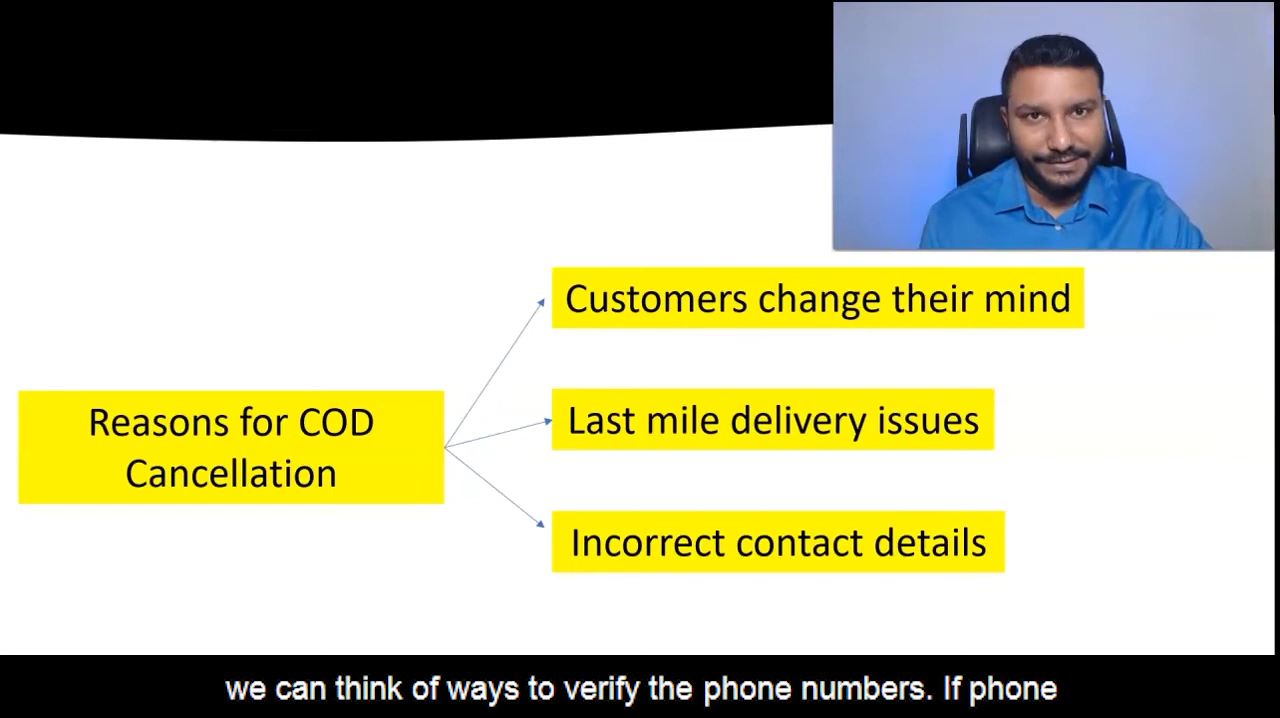 Customers change their mind
Reasons for COD
Cancellation
Last mile delivery issues
Incorrect contact details
we can think of ways to verify the phone numbers. If phone